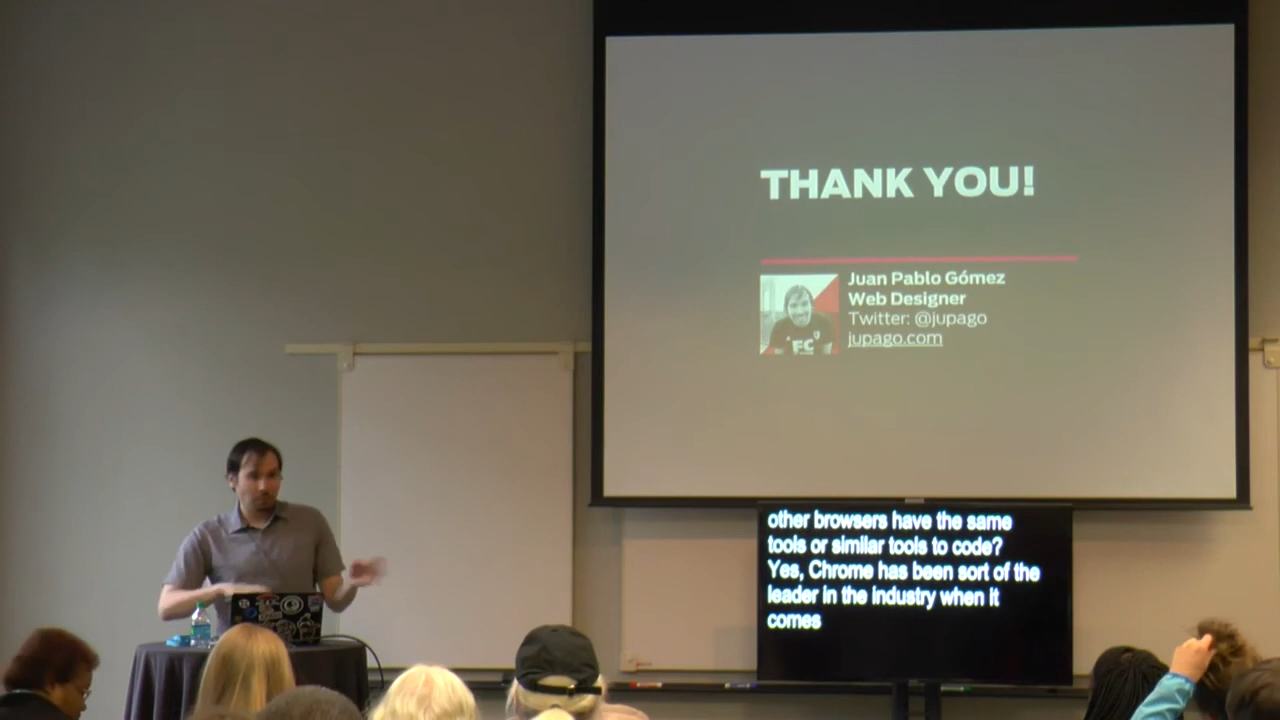 THANK YOU!
Juan Pablo Gómez
Web Designer
Twitter: @jupago
jupago.com
FC
other browsers have the same
tools or similar tools to code?
Yes, Chrome has been sort of the
leader in the industry when it
comes